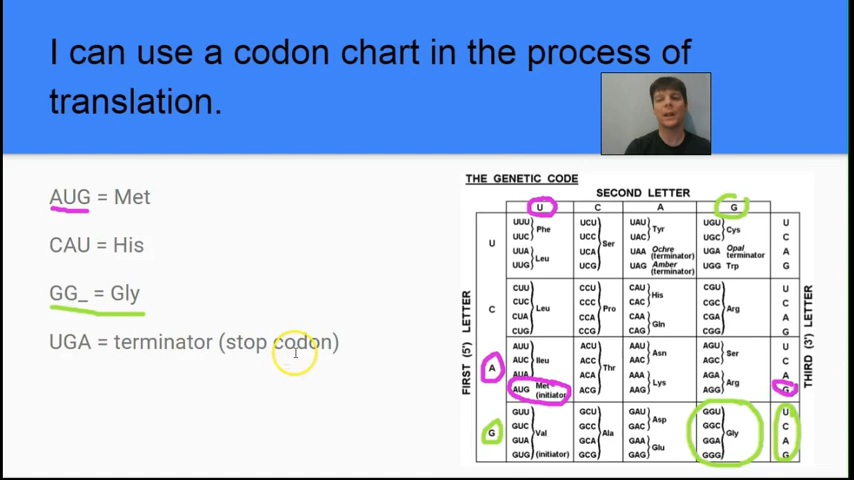 I can use a codon chart in the process of
translation.
AUG = Met
CAU = His
GG_ = Gly
UGA = terminator (stop codon)
THE GENETIC CODE
SECOND LETTER
U C A G
FIRST (5') LETTER
THIRD (3') LETTER
U
UUU UCU UAU UGU U
Phe Tyr Cys
UUC UCC UAC UGC C
Ser
UUA UCA UAA Ochre (terminator) UGA Opal terminator A
Leu
UUG UCG UAG Amber (terminator) UGG Trp G
C
CUU CCU CAU CGU U
His
CUC CCC CAC CGC C
Leu Pro Arg
CUA CCA CAA CGA A
Gln
CUG CCG CAG CGG G
A
AUU ACU AAU AGU U
Asn Ser
AUC Ileu ACC AAC AGC C
Thr
AUA ACA AAA AGA A
Lys Arg
AUG Met (initiator) ACG AAG AGG G
G
GUU GCU GAU GGU U
Asp
GUC GCC GAC GGC C
Val Ala Gly
GUA GCA GAA GGA A
Glu
GUG (initiator) GCG GAG GGG G